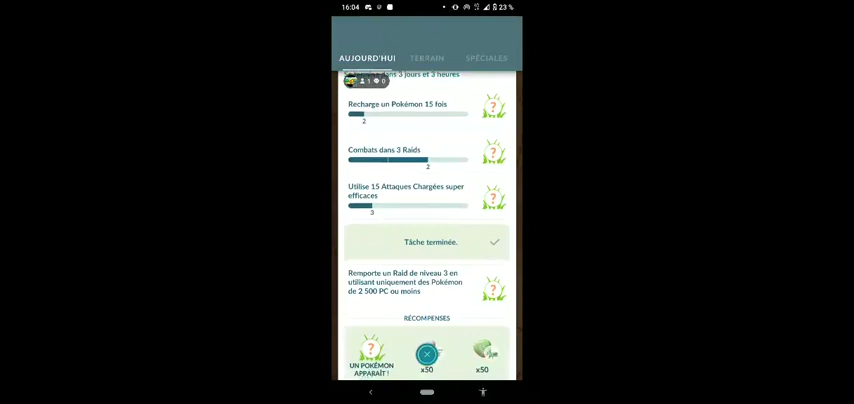 16:04 23 %
AUJOURD'HUI TERRAIN SPÉCIALES
dans 3 jours et 3 heures
1 0
Recharge un Pokémon 15 fois
2
Combats dans 3 Raids
2
Utilise 15 Attaques Chargées super
efficaces
3
Tâche terminée.
Remporte un Raid de niveau 3 en
utilisant uniquement des Pokémon
de 2 500 PC ou moins
RÉCOMPENSES
UN POKÉMON
APPARAÎT !
x50
x50